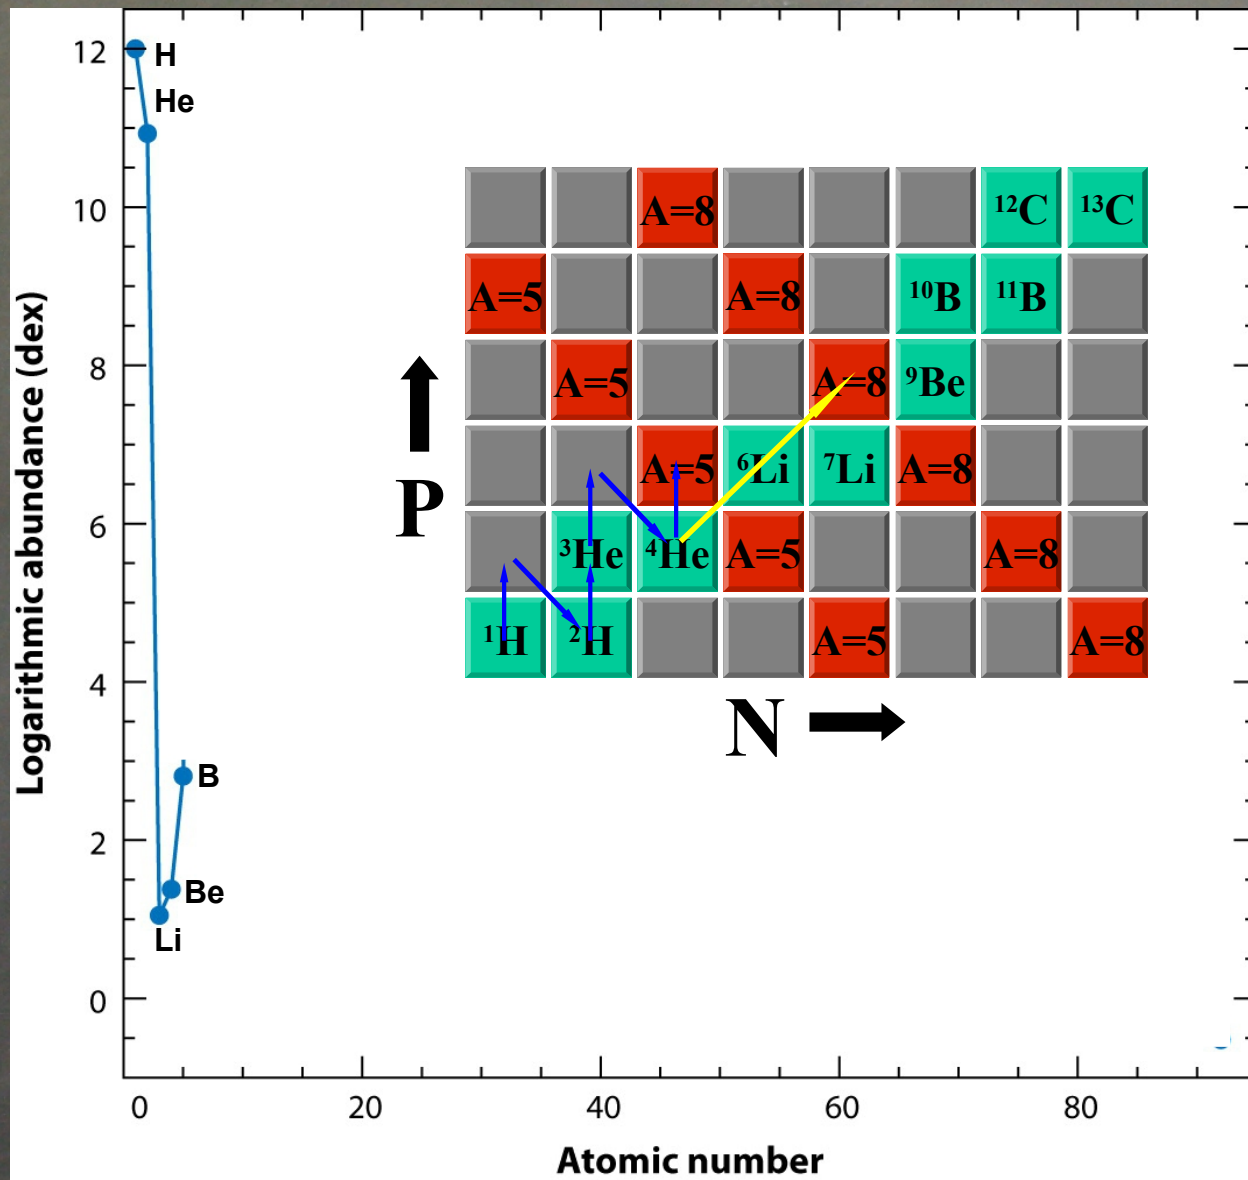 12
H
He
10
A=8
¹²C
¹³C
A=5
A=8
¹⁰B
¹¹B
8
A=5
A=8
⁹Be
A=5
⁶Li
⁷Li
A=8
P
6
³He
⁴He
A=5
A=8
¹H
²H
A=5
A=8
4
N
B
2
Be
Li
0
Logarithmic abundance (dex)
0 20 40 60 80
Atomic number